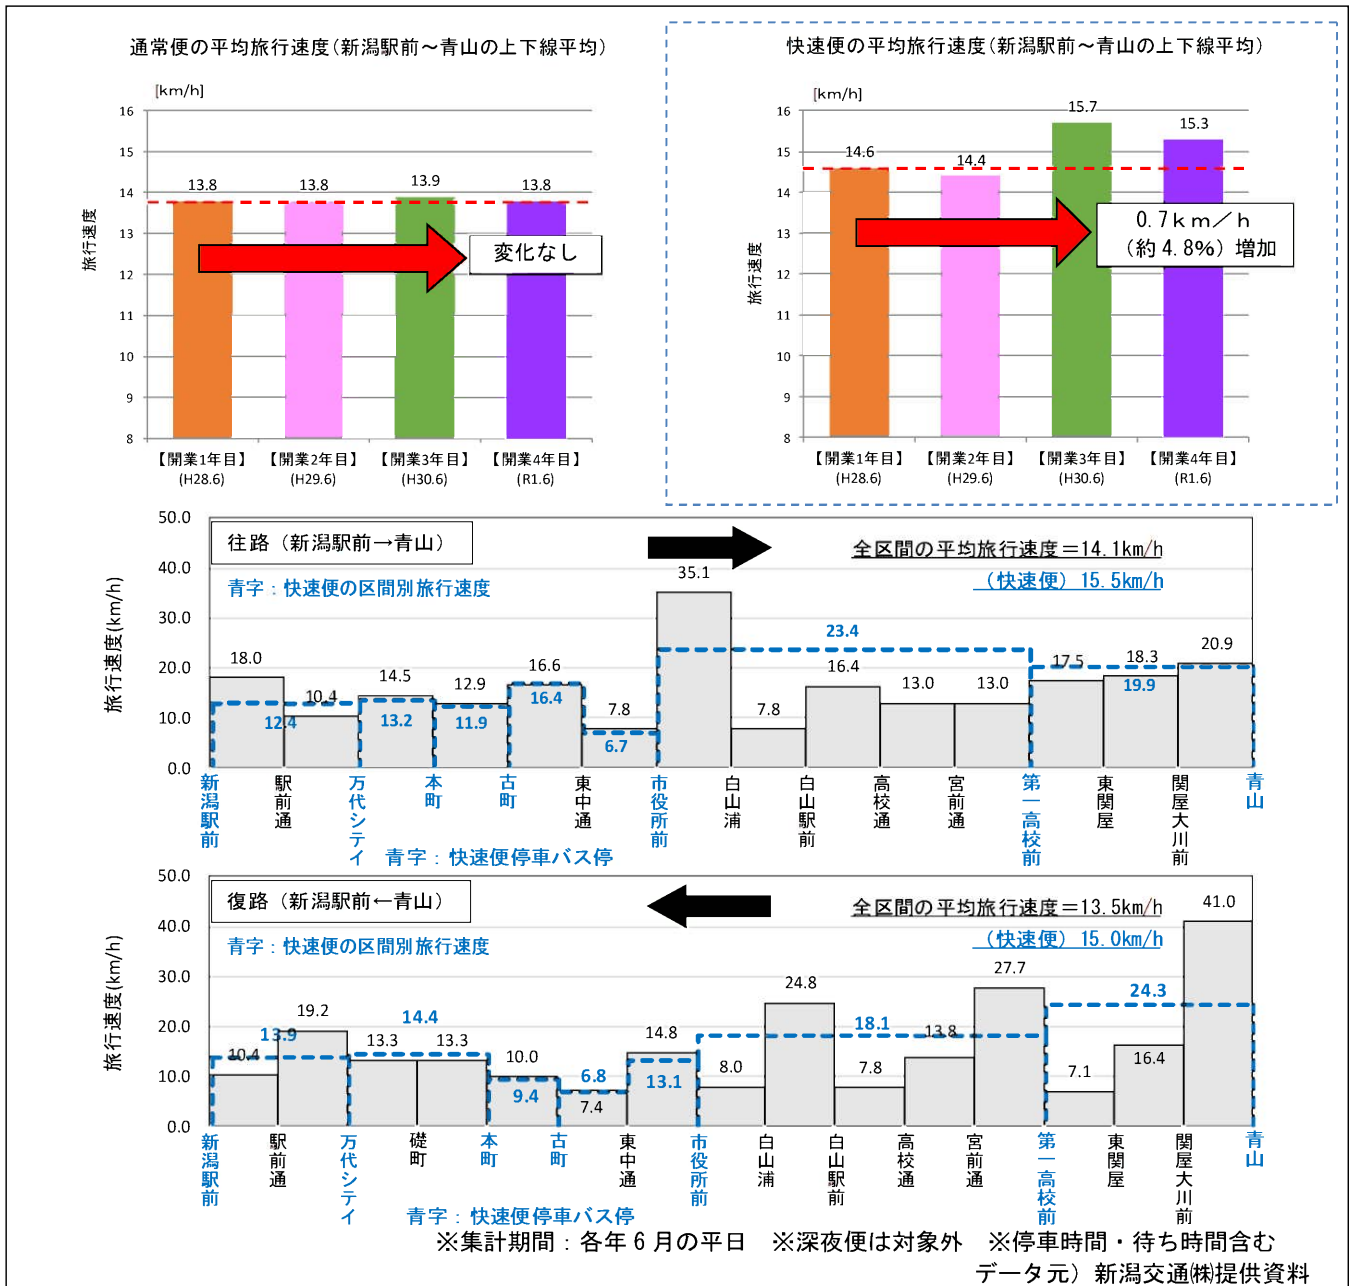 通常便の平均旅行速度（新潟駅前～青山の上下線平均）
[km/h]
旅行速度
16
15
14
13
12
11
10
9
8
13.8
13.8
13.9
13.8
変化なし
【開業1年目】
(H28.6)
【開業2年目】
(H29.6)
【開業3年目】
(H30.6)
【開業4年目】
(R1.6)
快速便の平均旅行速度（新潟駅前～青山の上下線平均）
[km/h]
旅行速度
16
15
14
13
12
11
10
9
8
14.6
14.4
15.7
15.3
0.7ｋｍ／ｈ
（約4.8%）増加
【開業1年目】
(H28.6)
【開業2年目】
(H29.6)
【開業3年目】
(H30.6)
【開業4年目】
(R1.6)
旅行速度(km/h)
50.0
40.0
30.0
20.0
10.0
0.0
往路（新潟駅前→青山）
青字：快速便の区間別旅行速度
全区間の平均旅行速度＝14.1km/h
（快速便）15.5km/h
18.0
10.4
14.5
12.9
16.6
7.8
35.1
7.8
16.4
13.0
13.0
17.5
18.3
20.9
12.4
13.2
11.9
16.4
6.7
23.4
19.9
新潟駅前
駅前通
万代シテイ
本町
古町
東中通
市役所前
白山浦
白山駅前
高校通
宮前通
第一高校前
東関屋
関屋大川前
青山
青字：快速便停車バス停
旅行速度(km/h)
50.0
40.0
30.0
20.0
10.0
0.0
復路（新潟駅前←青山）
青字：快速便の区間別旅行速度
全区間の平均旅行速度＝13.5km/h
（快速便）15.0km/h
10.4
19.2
13.3
13.3
10.0
7.4
14.8
8.0
24.8
7.8
13.8
27.7
7.1
16.4
41.0
13.9
14.4
9.4
6.8
13.1
18.1
24.3
新潟駅前
駅前通
万代シテイ
礎町
本町
古町
東中通
市役所前
白山浦
白山駅前
高校通
宮前通
第一高校前
東関屋
関屋大川前
青山
青字：快速便停車バス停
※集計期間：各年6月の平日　※深夜便は対象外　※停車時間・待ち時間含む
データ元）新潟交通㈱提供資料